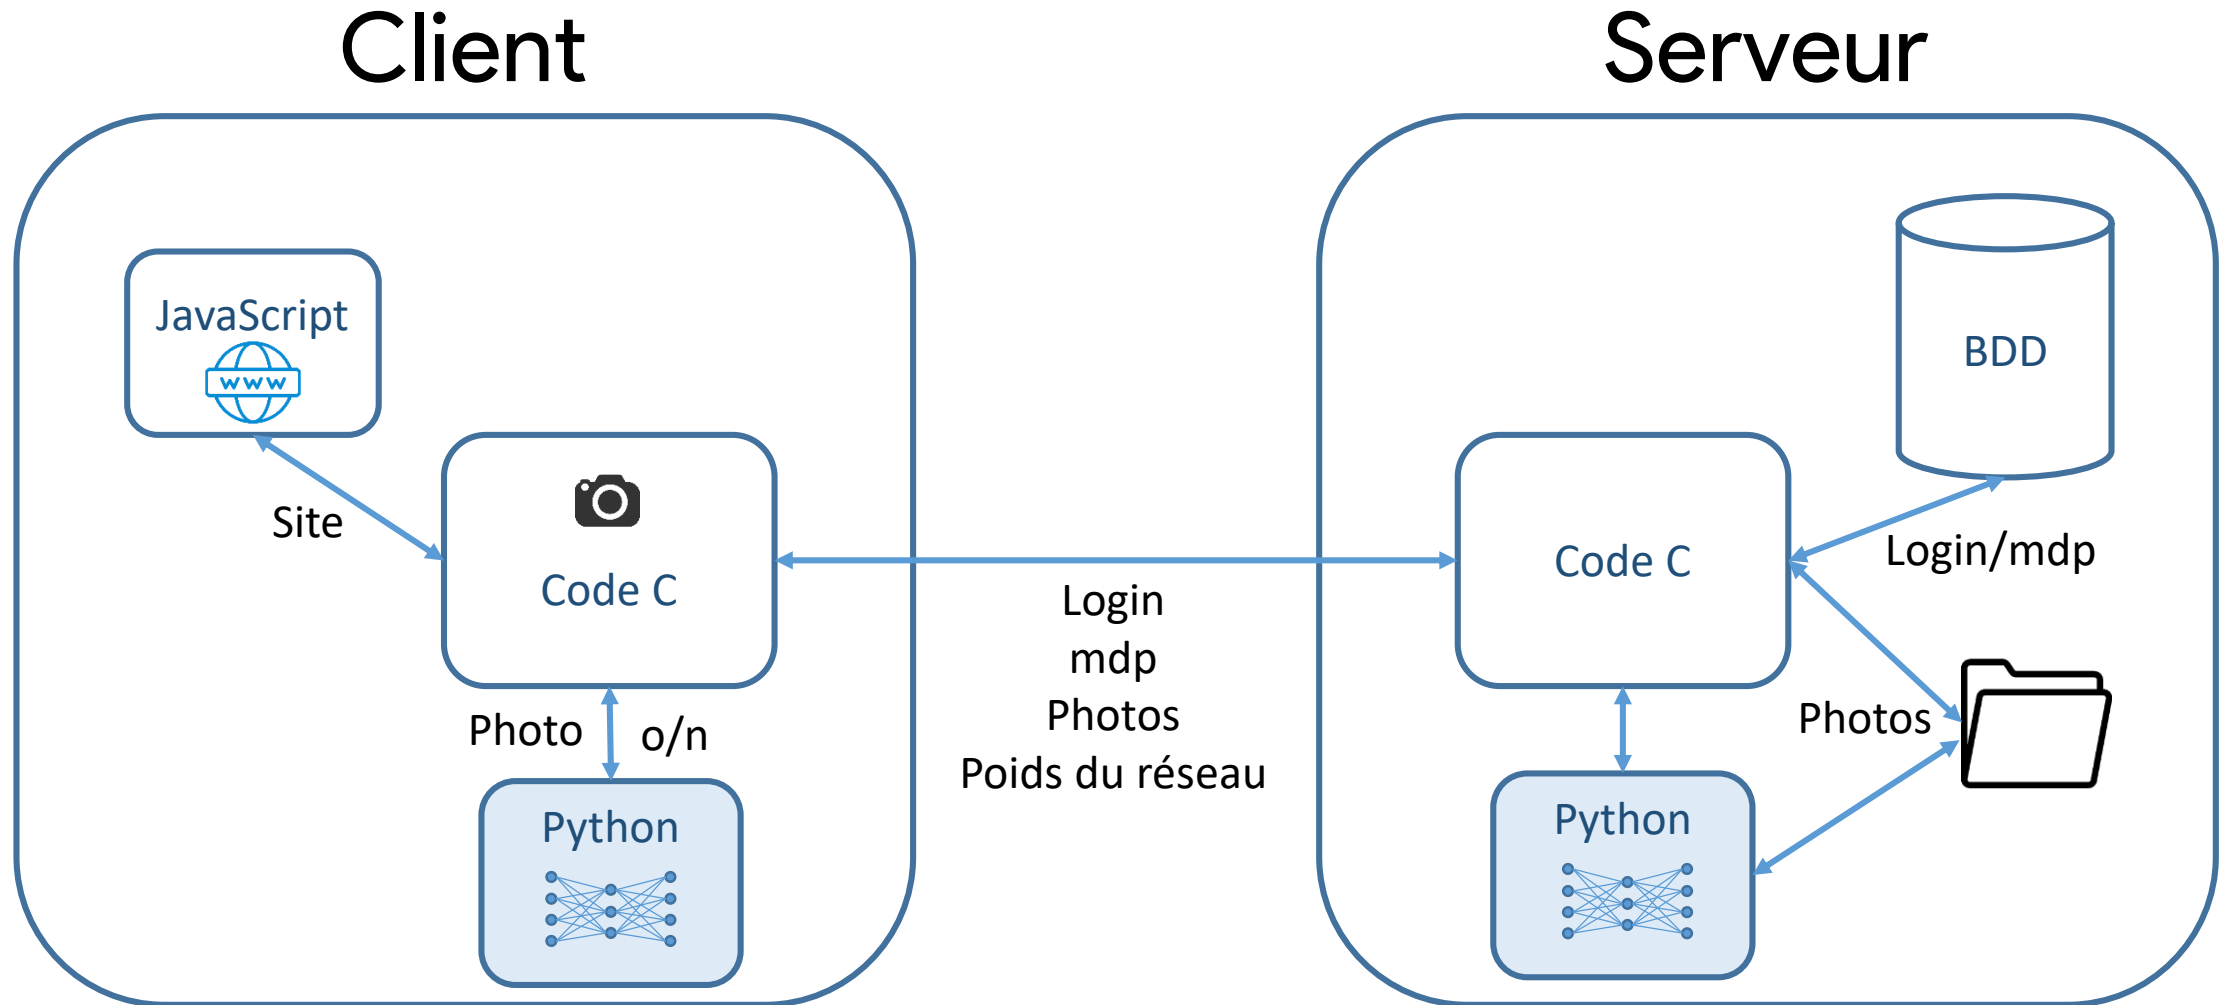 Client
Serveur
JavaScript
www
Site
Code C
Photo
o/n
Python
Login
mdp
Photos
Poids du réseau
BDD
Code C
Login/mdp
Photos
Python